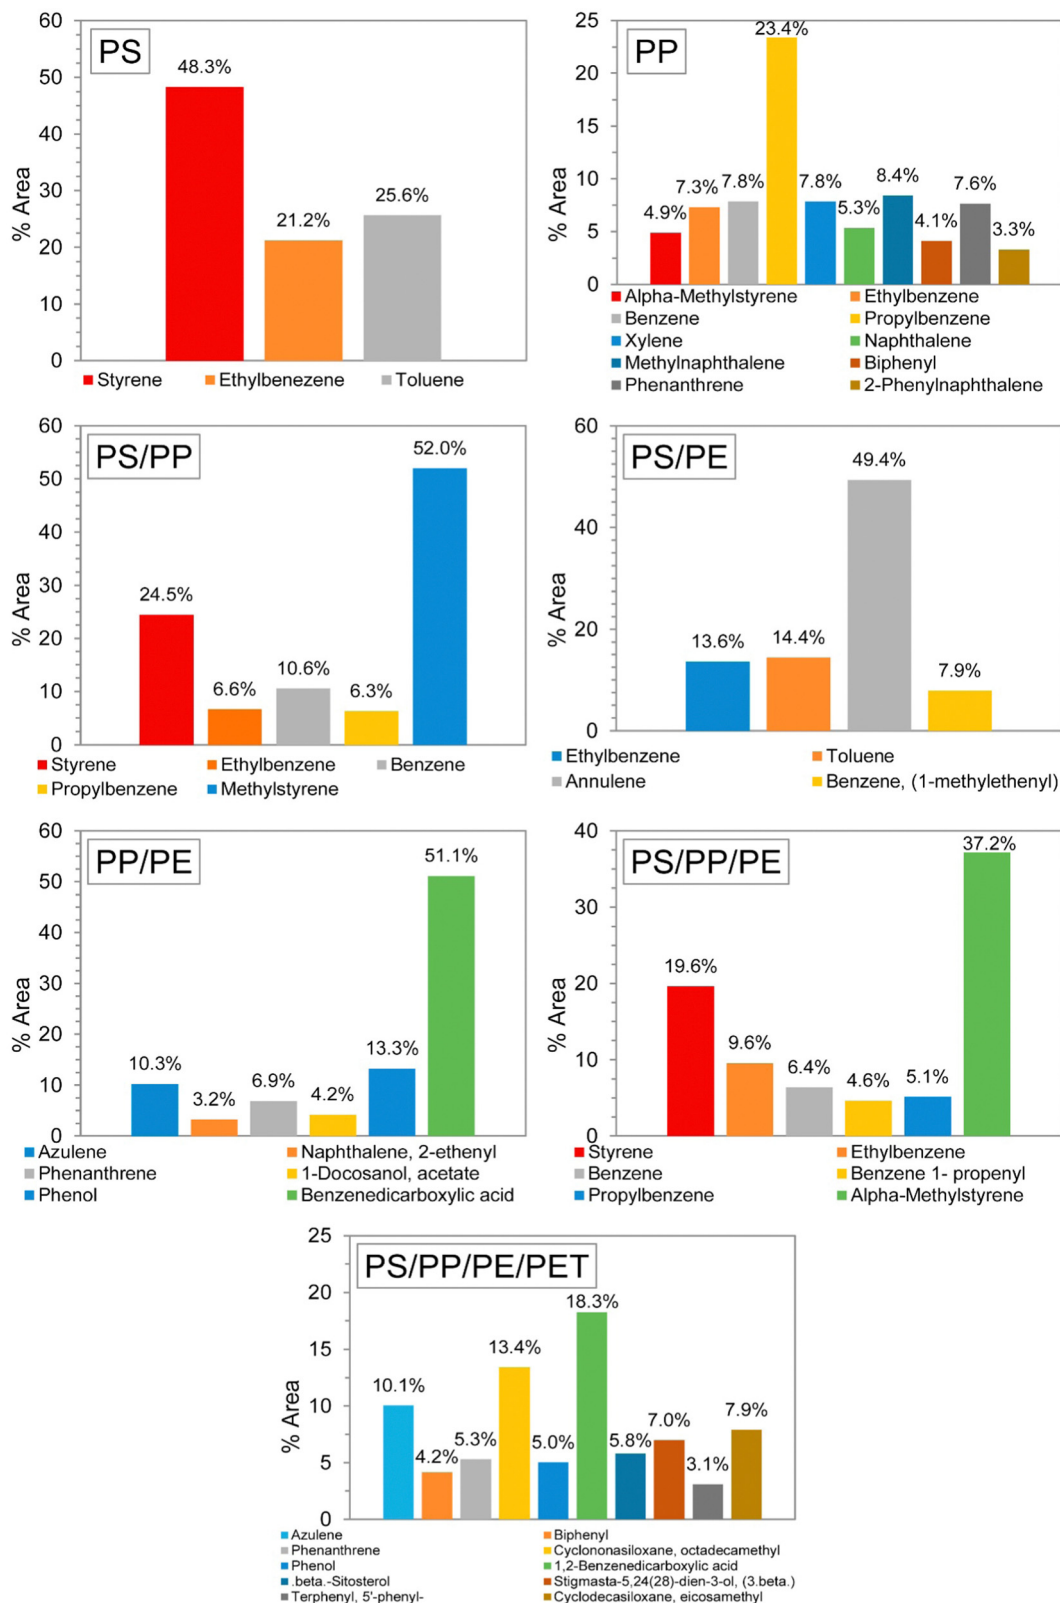 PS
% Area
60
50
40
30
20
10
0
48.3%
21.2%
25.6%
Styrene Ethylbenezene Toluene
PP
% Area
25
20
15
10
5
0
4.9%
7.3%
7.8%
23.4%
7.8%
5.3%
8.4%
4.1%
7.6%
3.3%
Alpha-Methylstyrene Ethylbenzene
Benzene Propylbenzene
Xylene Naphthalene
Methylnaphthalene Biphenyl
Phenanthrene 2-Phenylnaphthalene
PS/PP
% Area
60
50
40
30
20
10
0
24.5%
6.6%
10.6%
6.3%
52.0%
Styrene Ethylbenzene Benzene
Propylbenzene Methylstyrene
PS/PE
% Area
60
40
20
0
13.6%
14.4%
49.4%
7.9%
Ethylbenzene Toluene
Annulene Benzene, (1-methylethenyl)
PP/PE
% Area
60
50
40
30
20
10
0
10.3%
3.2%
6.9%
4.2%
13.3%
51.1%
Azulene Naphthalene, 2-ethenyl
Phenanthrene 1-Docosanol, acetate
Phenol Benzenedicarboxylic acid
PS/PP/PE
% Area
40
30
20
10
0
19.6%
9.6%
6.4%
4.6%
5.1%
37.2%
Styrene Ethylbenzene
Benzene Benzene 1- propenyl
Propylbenzene Alpha-Methylstyrene
PS/PP/PE/PET
% Area
25
20
15
10
5
0
10.1%
4.2%
5.3%
13.4%
5.0%
18.3%
5.8%
7.0%
3.1%
7.9%
Azulene Biphenyl
Phenanthrene Cyclononasiloxane, octadecamethyl
Phenol 1,2-Benzenedicarboxylic acid
.beta.-Sitosterol Stigmasta-5,24(28)-dien-3-ol, (3.beta.)
Terphenyl, 5'-phenyl- Cyclodecasiloxane, eicosamethyl